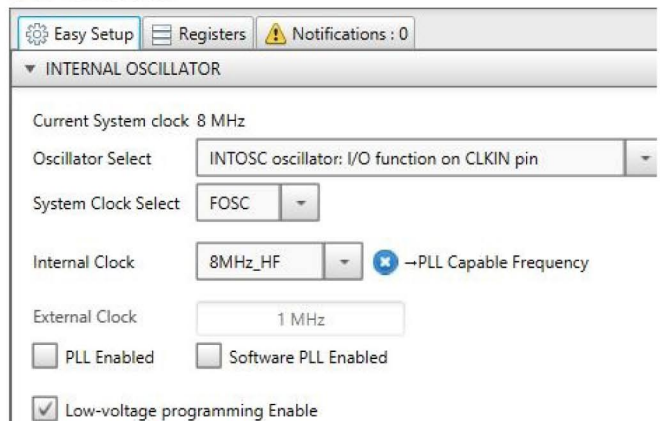 Easy Setup Registers Notifications : 0
INTERNAL OSCILLATOR
Current System clock 8 MHz
Oscillator Select INTOSC oscillator: I/O function on CLKIN pin
System Clock Select FOSC
Internal Clock 8MHz_HF →PLL Capable Frequency
External Clock 1 MHz
PLL Enabled Software PLL Enabled
Low-voltage programming Enable